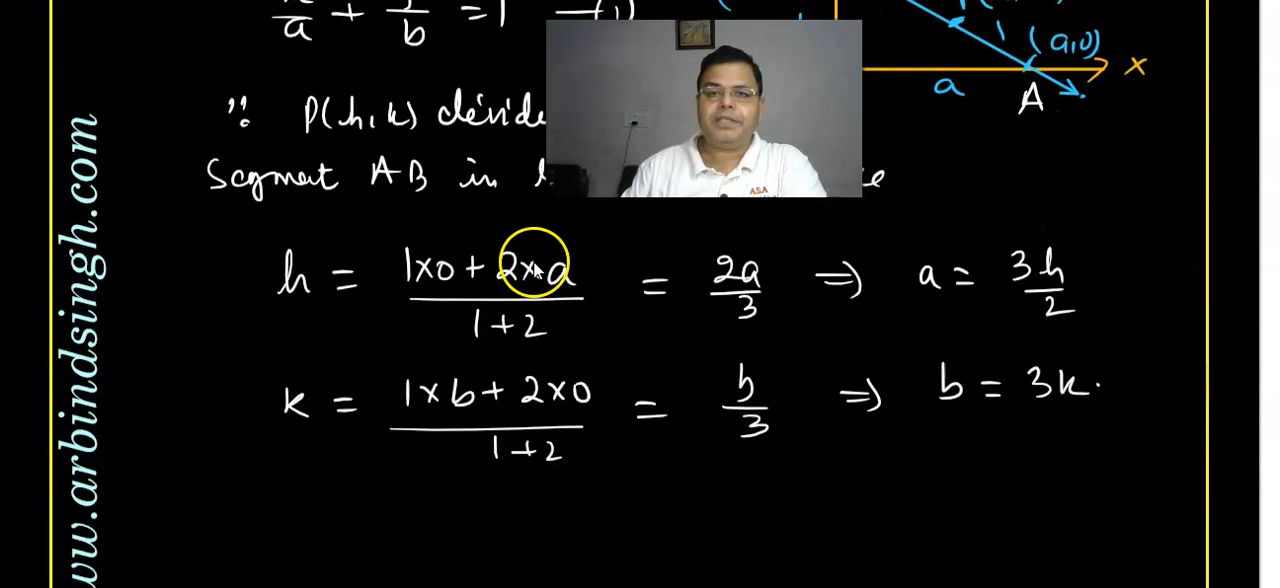 a + b = 1
(a,0)
x
a
A
P(h,k) divide
Segment AB in
h = 1×0 + 2×a / 1+2 = 2a/3 ⇒ a = 3h/2
k = 1×b + 2×0 / 1+2 = b/3 ⇒ b = 3k.
ASA
www.arbindsingh.com